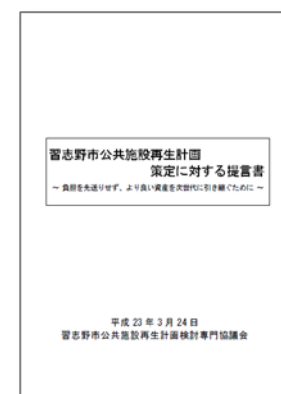 習志野市公共施設再生計画
策定に対する提言書
～ 負担を先送りせず、より良い資産を次世代に引き継ぐために ～
平成 23 年 3 月 24 日
習志野市公共施設再生計画検討専門協議会